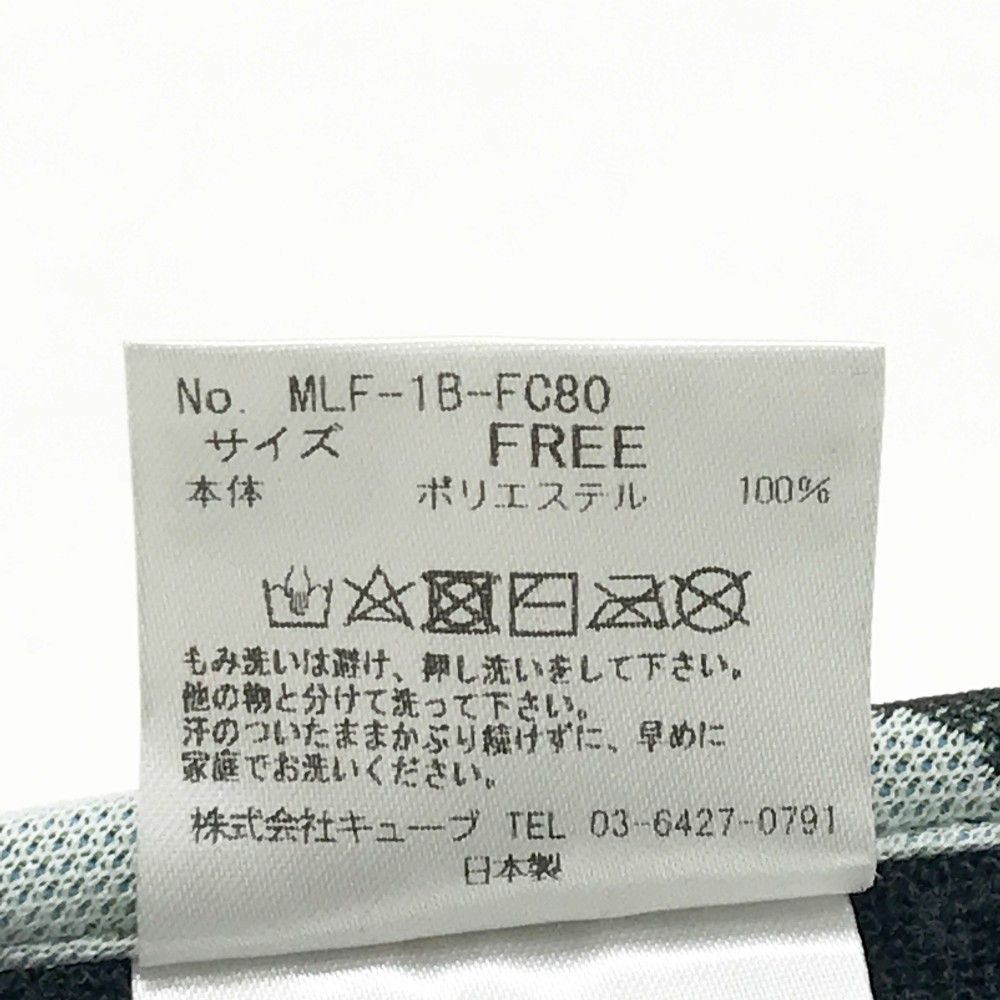 No. MLF-1B-FC80
サイズ FREE
本体 ポリエステル 100%
もみ洗いは避け、押し洗いをして下さい。
他の物と分けて洗って下さい。
汗のついたままかぶり続けずに、早めに
家庭でお洗いください。
株式会社キューブ TEL 03-6427-0791
日本製